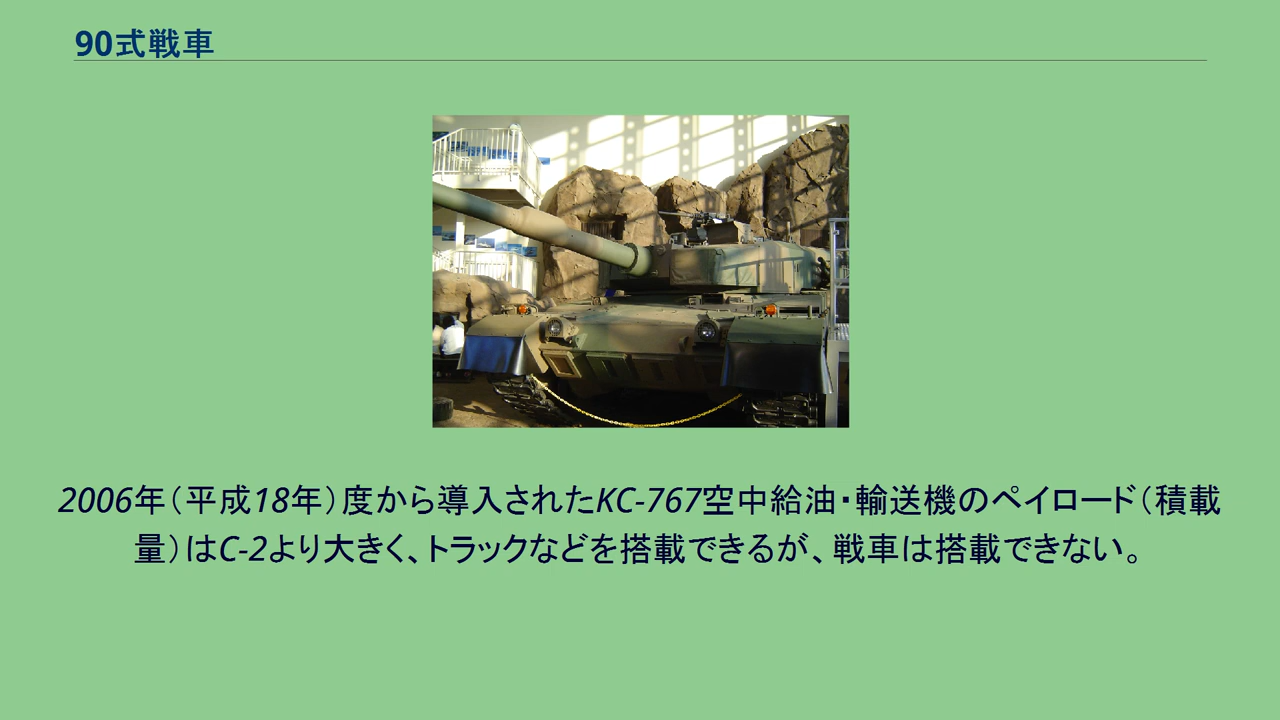 90式戦車
2006年（平成18年）度から導入されたKC-767空中給油・輸送機のペイロード（積載
量）はC-2より大きく、トラックなどを搭載できるが、戦車は搭載できない。